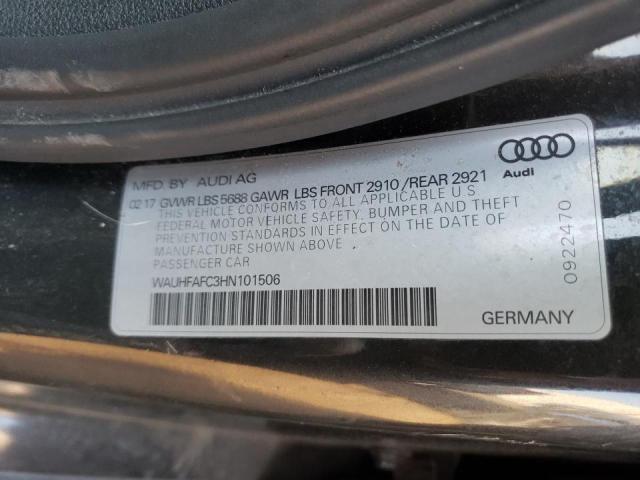 MFD. BY AUDI AG
02 17 GVWR LBS 5688 GAWR LBS FRONT 2910 /REAR 2921
THIS VEHICLE CONFORMS TO ALL APPLICABLE U S
FEDERAL MOTOR VEHICLE SAFETY, BUMPER AND THEFT
PREVENTION STANDARDS IN EFFECT ON THE DATE OF
MANUFACTURE SHOWN ABOVE
PASSENGER CAR
WAUHFAFC3HN101506
Audi
0922470
GERMANY